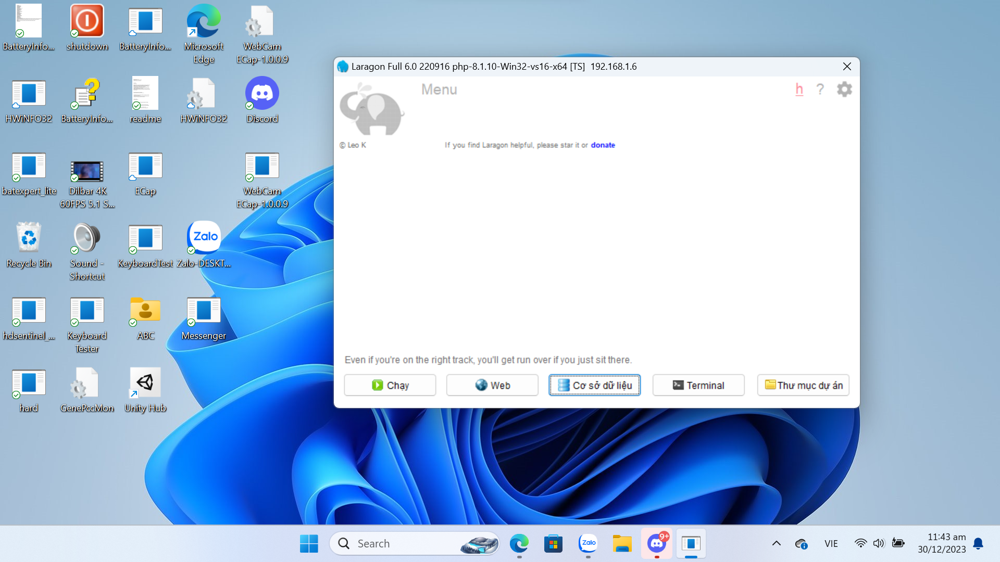 BatteryInfo...
shutdown
BatteryInfo...
Microsoft
Edge
WebCam
ECap-1.0.0.9
HWiNFO32
BatteryInfo...
readme
HWiNFO32
Discord
batexpert_lite
Dilbar 4K
60FPS 5.1 S...
ECap
WebCam
ECap-1.0.0.9
Recycle Bin
Sound -
Shortcut
KeyboardTest
Zalo
Zalo-DESKT...
hdsentinel_...
Keyboard
Tester
ABC
Messenger
hard
GenePccMon
Unity Hub
Laragon Full 6.0 220916 php-8.1.10-Win32-vs16-x64 [TS]  192.168.1.6
Menu
h ?
© Leo K
If you find Laragon helpful, please star it or donate
Even if you're on the right track, you'll get run over if you just sit there.
Chạy
Web
Cơ sở dữ liệu
Terminal
Thư mục dự án
Search
Zalo
9+
VIE
11:43 am
30/12/2023